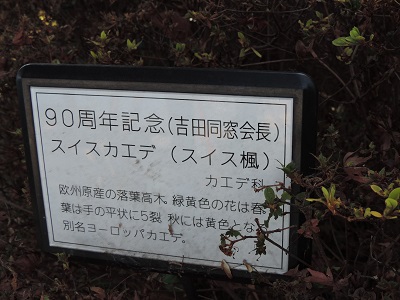 90周年記念(吉田同窓会長)
スイスカエデ (スイス楓)
カエデ科
欧州原産の落葉高木。緑黄色の花は春。
葉は手の平状に5裂 秋には黄色とな
別名ヨーロッパカエデ。